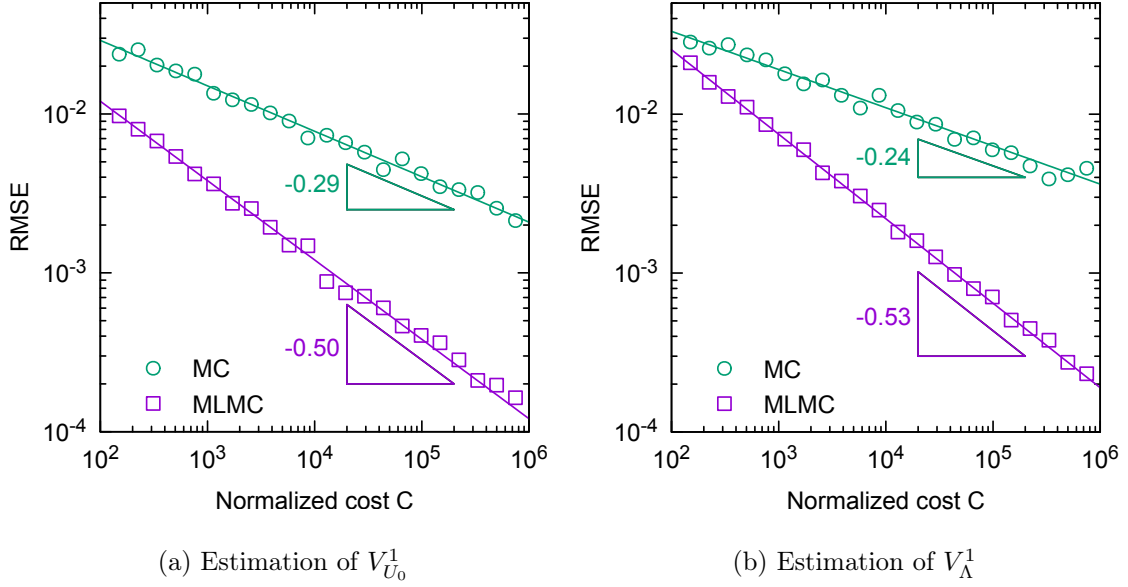 10^{-2}
10^{-3}
10^{-4}
RMSE
-0.29
-0.50
MC
MLMC
10^2 10^3 10^4 10^5 10^6
Normalized cost C
(a) Estimation of V^1_{U_0}
10^{-2}
10^{-3}
10^{-4}
RMSE
-0.24
-0.53
MC
MLMC
10^2 10^3 10^4 10^5 10^6
Normalized cost C
(b) Estimation of V^1_Λ